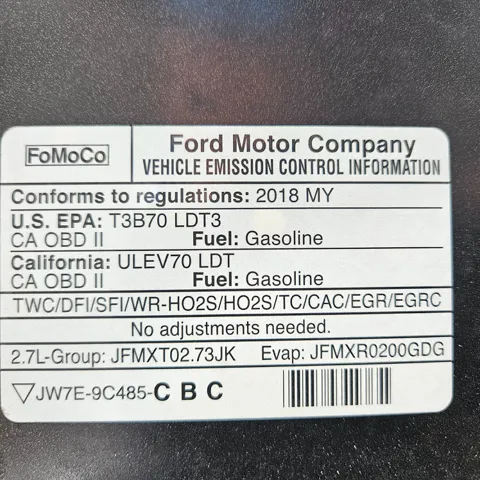 FoMoCo
Ford Motor Company
VEHICLE EMISSION CONTROL INFORMATION
Conforms to regulations: 2018 MY
U.S. EPA: T3B70 LDT3
CA OBD II Fuel: Gasoline
California: ULEV70 LDT
CA OBD II Fuel: Gasoline
TWC/DFI/SFI/WR-HO2S/HO2S/TC/CAC/EGR/EGRC
No adjustments needed.
2.7L-Group: JFMXT02.73JK Evap: JFMXR0200GDG
JW7E-9C485-C B C